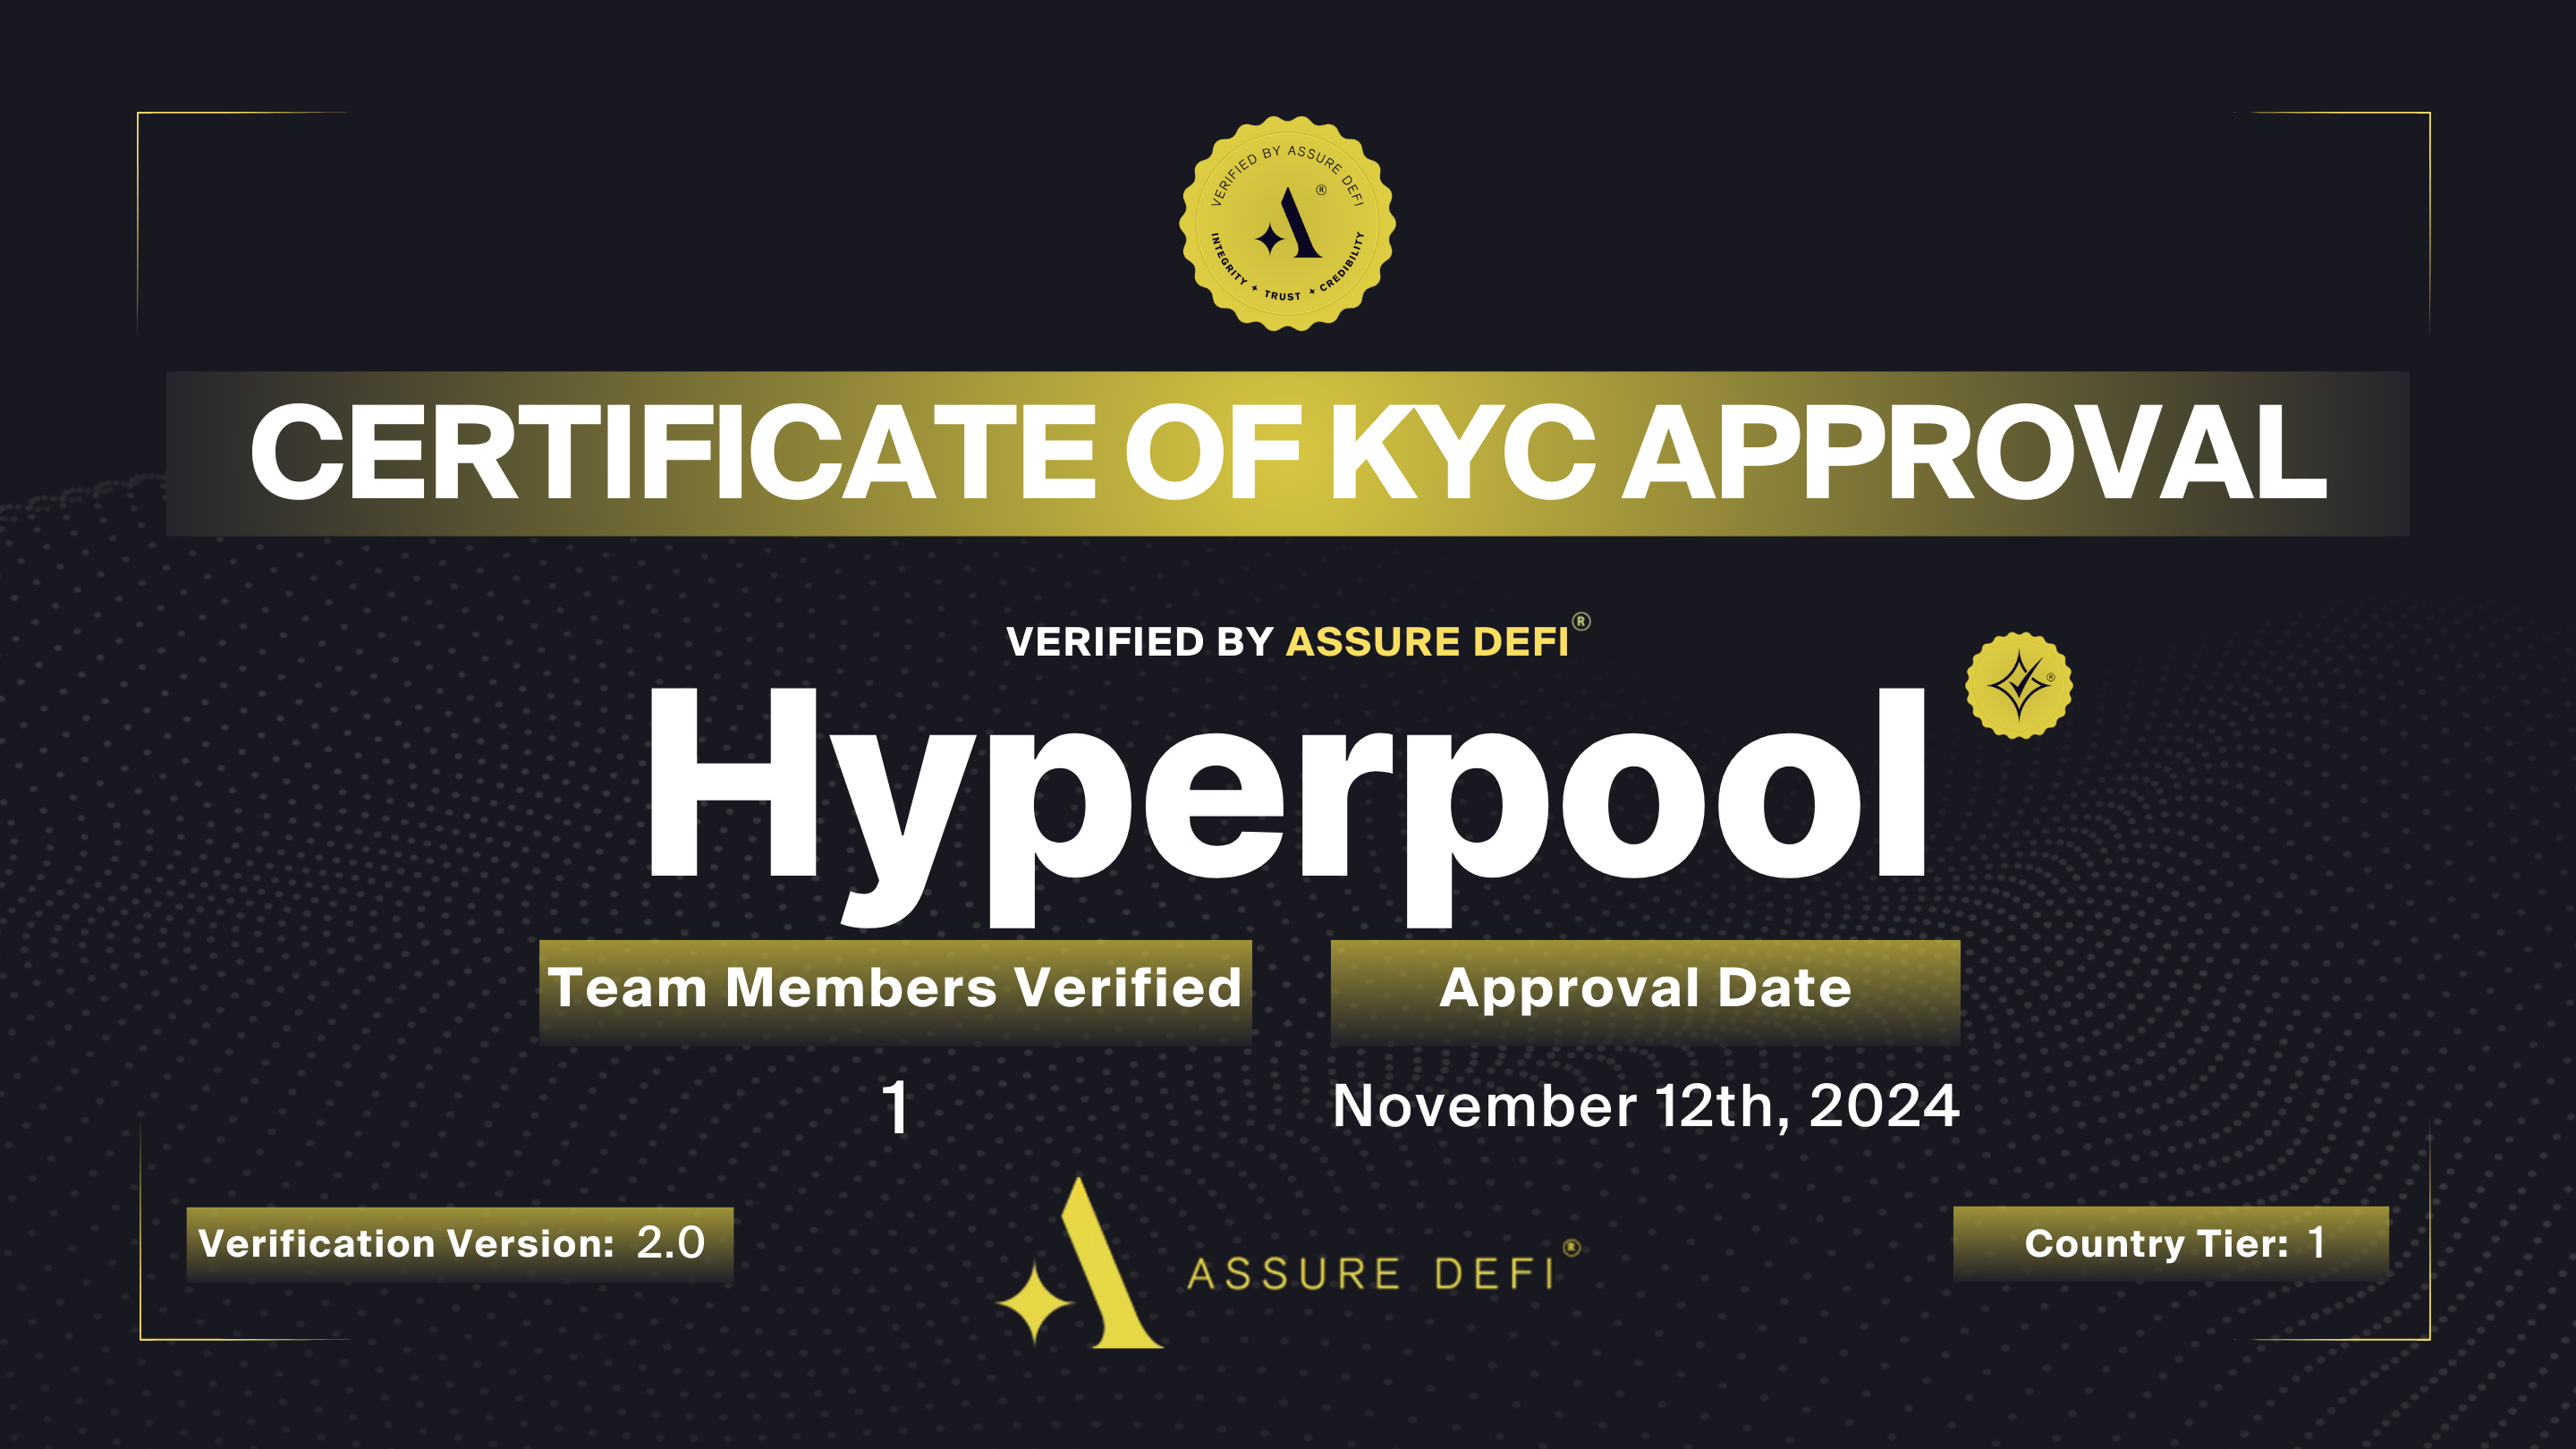 VERIFIED BY ASSURE DEFI
®
INTEGRITY ✦ TRUST ✦ CREDIBILITY
CERTIFICATE OF KYC APPROVAL
VERIFIED BY ASSURE DEFI®
Hyperpool
®
Team Members Verified
Approval Date
1
November 12th, 2024
Verification Version: 2.0
ASSURE DEFI®
Country Tier: 1